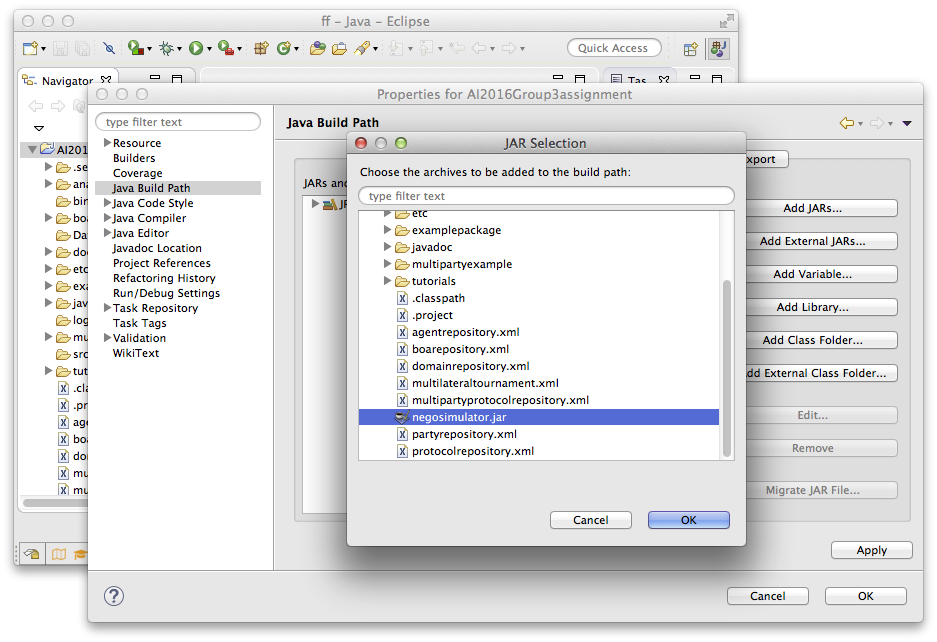 ff – Java – Eclipse
Quick Access
Navigator
Tas
AI201
.se
ana
bin
boa
Da
doc
etc
exa
jav
log
mu
src
tut
.cla
.pr
age
boa
dor
mu
mu
Properties for AI2016Group3assignment
type filter text
Resource
Builders
Coverage
Java Build Path
Java Code Style
Java Compiler
Java Editor
Javadoc Location
Project References
Refactoring History
Run/Debug Settings
Task Repository
Task Tags
Validation
WikiText
Java Build Path
xport
JARs and
Add JARs...
Add External JARs...
Add Variable...
Add Library...
Add Class Folder...
dd External Class Folder...
Edit...
Remove
Migrate JAR File...
Apply
Cancel
OK
JAR Selection
Choose the archives to be added to the build path:
type filter text
etc
examplepackage
javadoc
multipartyexample
tutorials
.classpath
.project
agentrepository.xml
boarepository.xml
domainrepository.xml
multilateraltournament.xml
multipartyprotocolrepository.xml
negosimulator.jar
partyrepository.xml
protocolrepository.xml
Cancel
OK